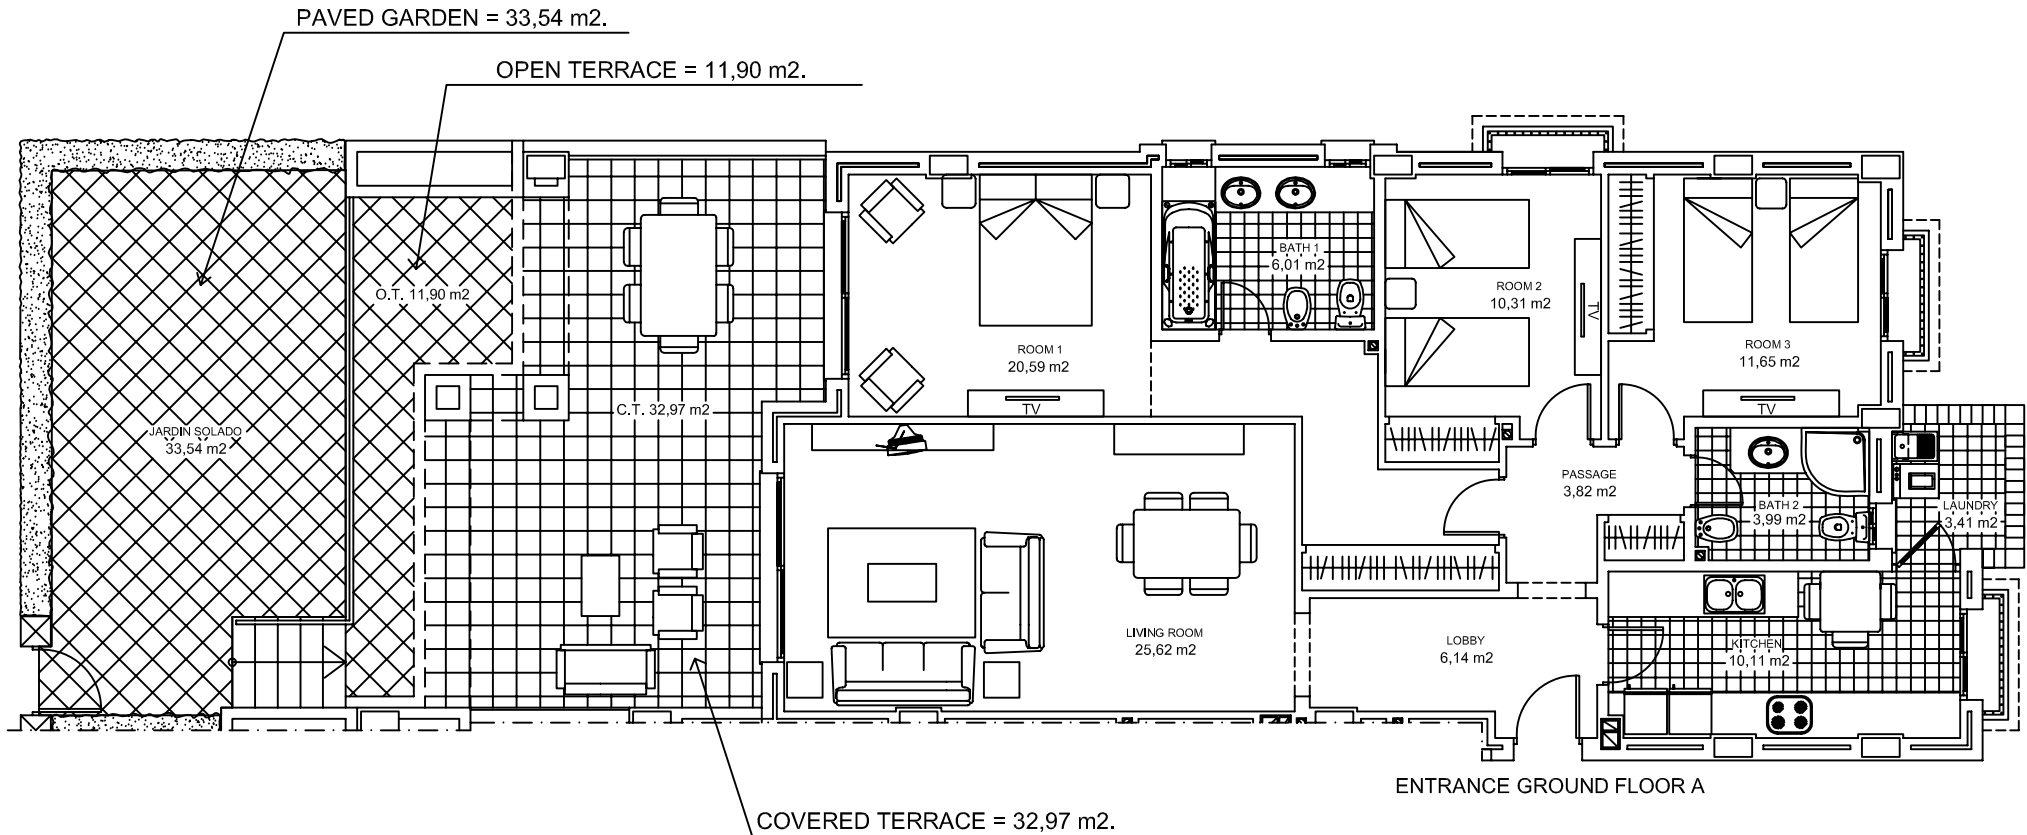 PAVED GARDEN = 33,54 m2.
OPEN TERRACE = 11,90 m2.
O.T. 11,90 m2
JARDIN SOLADO
33,54 m2
C.T. 32,97 m2
ROOM 1
20,59 m2
TV
BATH 1
6,01 m2
ROOM 2
10,31 m2
TV
ROOM 3
11,65 m2
TV
PASSAGE
3,82 m2
BATH 2
3,99 m2
LAUNDRY
3,41 m2
LIVING ROOM
25,62 m2
LOBBY
6,14 m2
KITCHEN
10,11 m2
ENTRANCE GROUND FLOOR A
COVERED TERRACE = 32,97 m2.